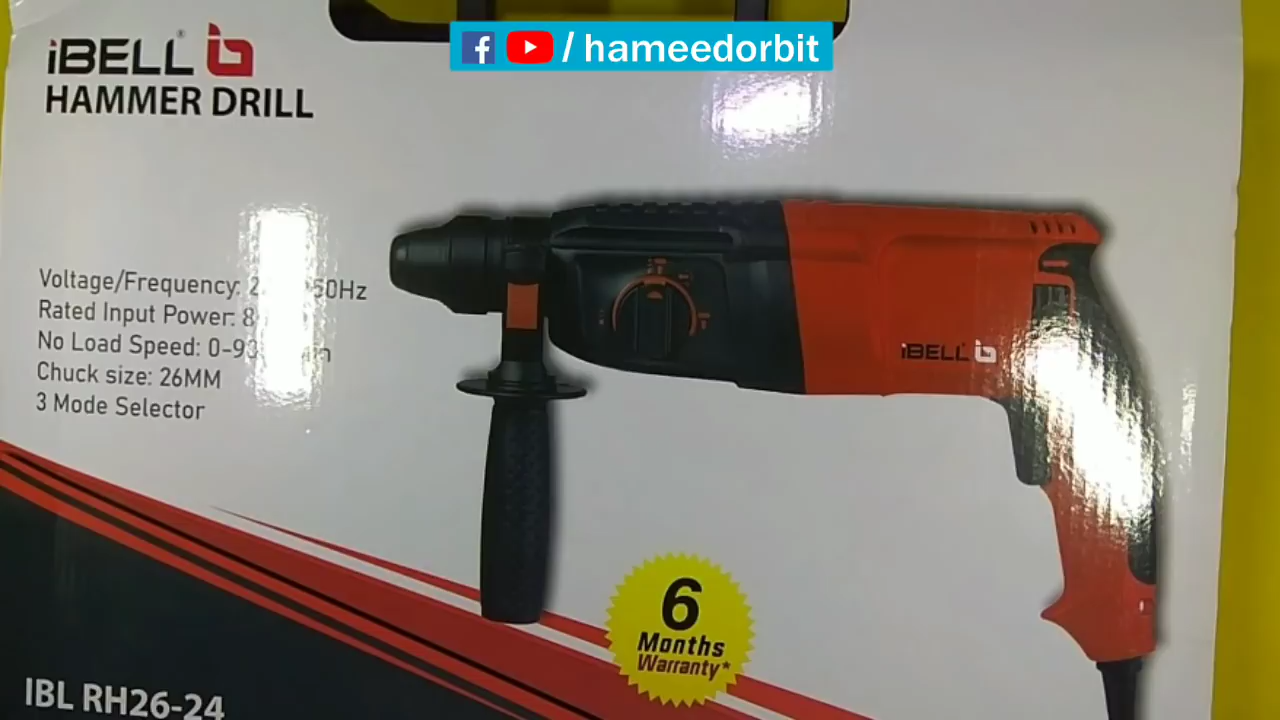 / hameedorbit
iBELL
HAMMER DRILL
Voltage/Frequency: 50Hz
Rated Input Power:
No Load Speed:
Chuck size: 26MM
3 Mode Selector
iBELL
6
Months
Warranty*
IBL RH26-24